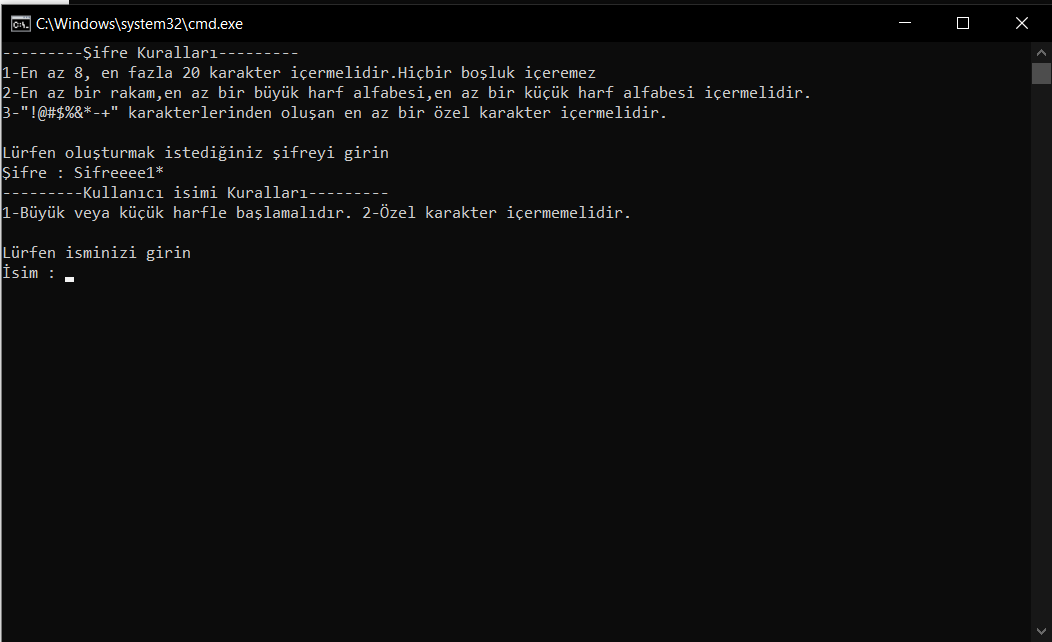 C:\Windows\system32\cmd.exe
---------Şifre Kuralları---------
1-En az 8, en fazla 20 karakter içermelidir.Hiçbir boşluk içeremez
2-En az bir rakam,en az bir büyük harf alfabesi,en az bir küçük harf alfabesi içermelidir.
3-"!@#$%&*-+" karakterlerinden oluşan en az bir özel karakter içermelidir.
Lürfen oluşturmak istediğiniz şifreyi girin
Şifre : Sifreeee1*
---------Kullanıcı isimi Kuralları---------
1-Büyük veya küçük harfle başlamalıdır. 2-Özel karakter içermemelidir.
Lürfen isminizi girin
İsim :